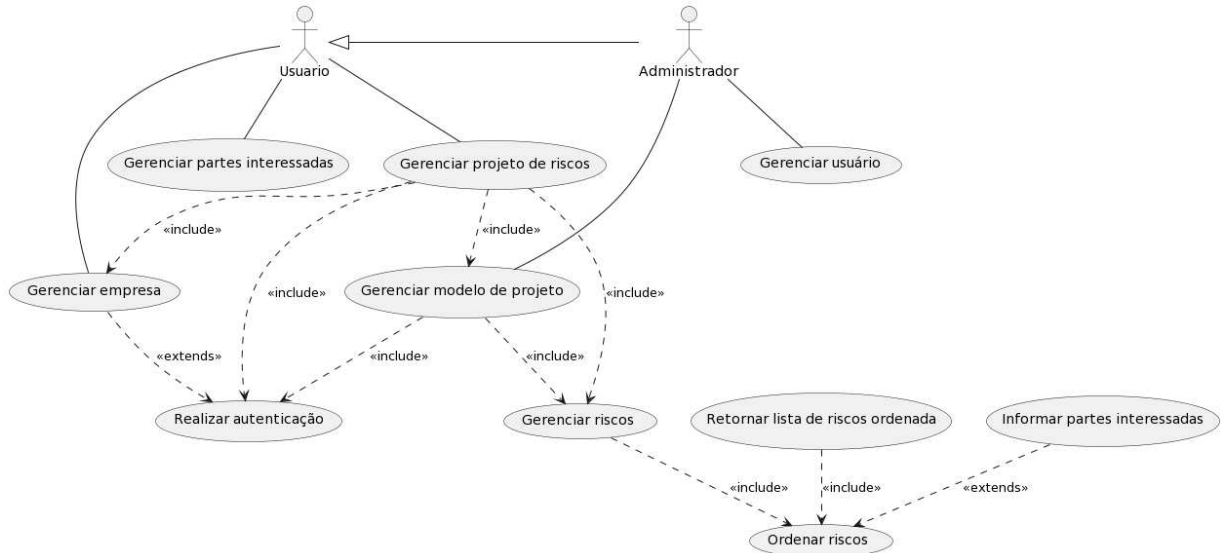 Usuario
Administrador
Gerenciar partes interessadas
Gerenciar projeto de riscos
Gerenciar usuário
«include»
«include»
Gerenciar empresa
«include»
Gerenciar modelo de projeto
«include»
«extends»
«include»
«include»
Realizar autenticação
Gerenciar riscos
Retornar lista de riscos ordenada
Informar partes interessadas
«include»
«include»
«extends»
Ordenar riscos